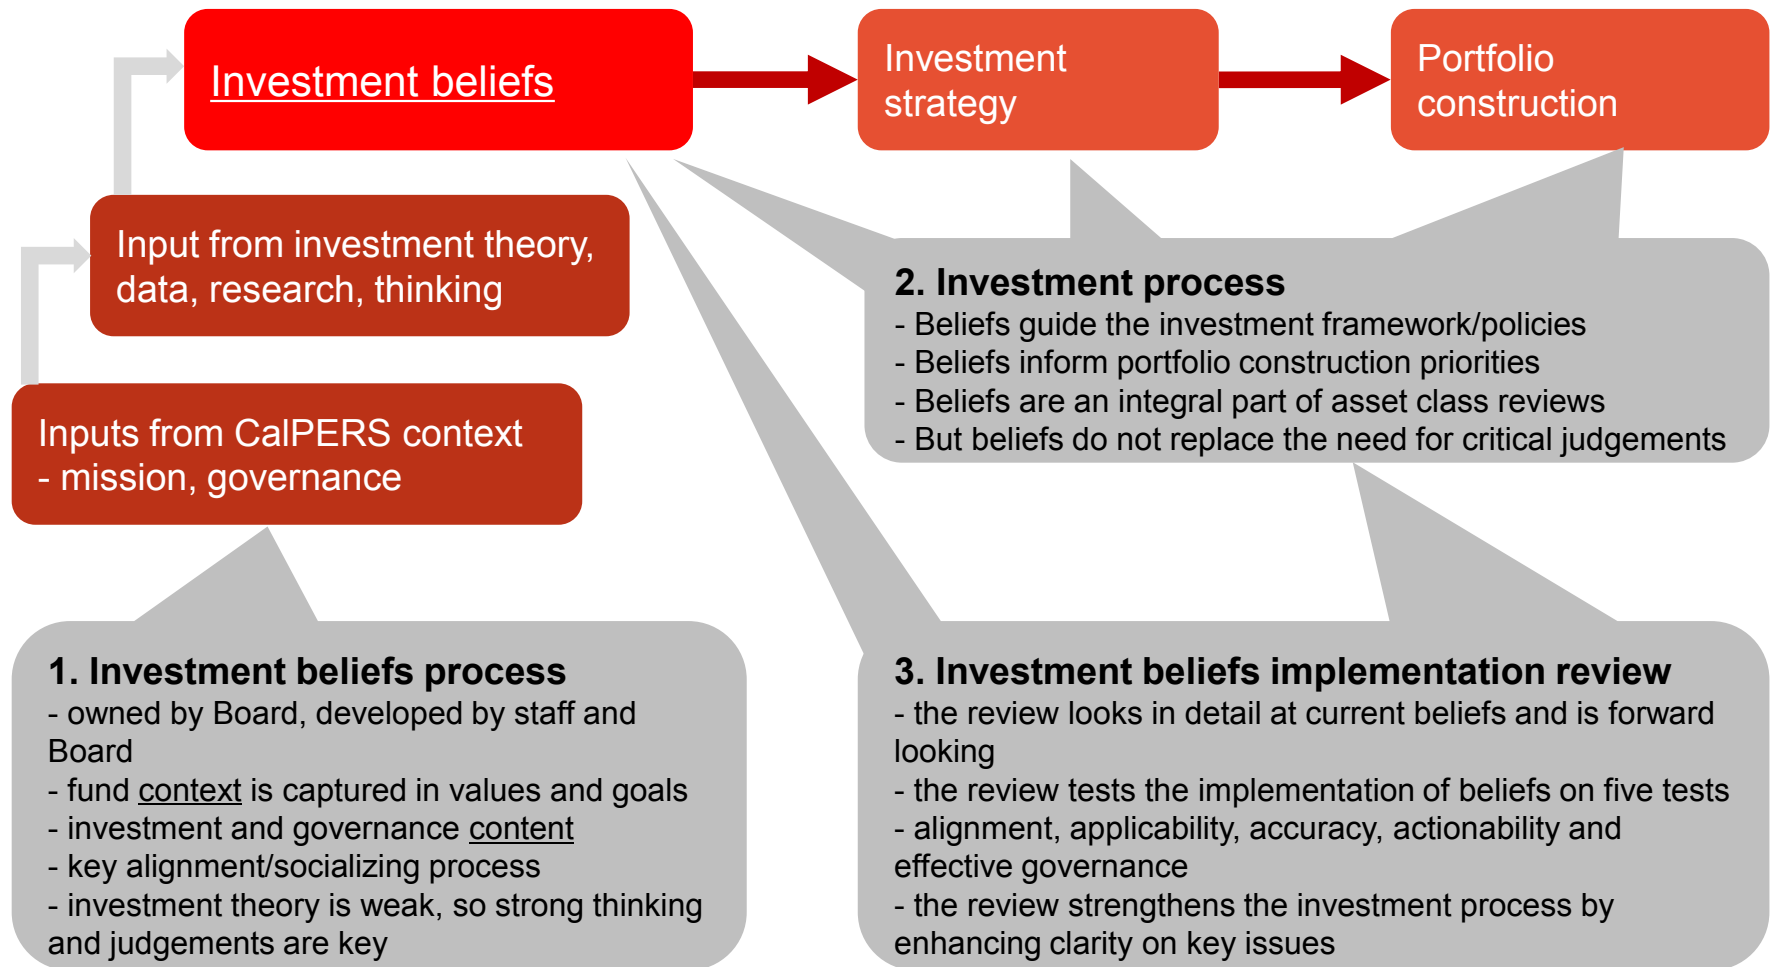 Investment beliefs
Investment
strategy
Portfolio
construction
Input from investment theory,
data, research, thinking
Inputs from CalPERS context
- mission, governance
2. Investment process
- Beliefs guide the investment framework/policies
- Beliefs inform portfolio construction priorities
- Beliefs are an integral part of asset class reviews
- But beliefs do not replace the need for critical judgements
1. Investment beliefs process
- owned by Board, developed by staff and
Board
- fund context is captured in values and goals
- investment and governance content
- key alignment/socializing process
- investment theory is weak, so strong thinking
and judgements are key
3. Investment beliefs implementation review
- the review looks in detail at current beliefs and is forward
looking
- the review tests the implementation of beliefs on five tests
- alignment, applicability, accuracy, actionability and
effective governance
- the review strengthens the investment process by
enhancing clarity on key issues